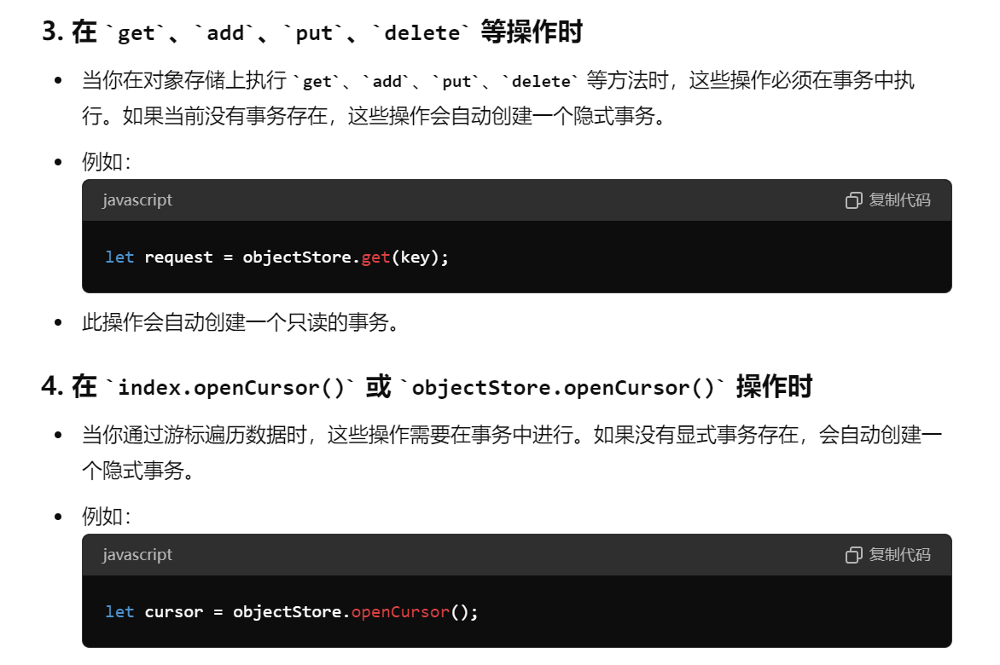 3. 在 `get`、`add`、`put`、`delete` 等操作时
• 当你在对象存储上执行 `get`、`add`、`put`、`delete` 等方法时，这些操作必须在事务中执
行。如果当前没有事务存在，这些操作会自动创建一个隐式事务。
• 例如：
javascript 复制代码
let request = objectStore.get(key);
• 此操作会自动创建一个只读的事务。
4. 在 `index.openCursor()` 或 `objectStore.openCursor()` 操作时
• 当你通过游标遍历数据时，这些操作需要在事务中进行。如果没有显式事务存在，会自动创建一
个隐式事务。
• 例如：
javascript 复制代码
let cursor = objectStore.openCursor();